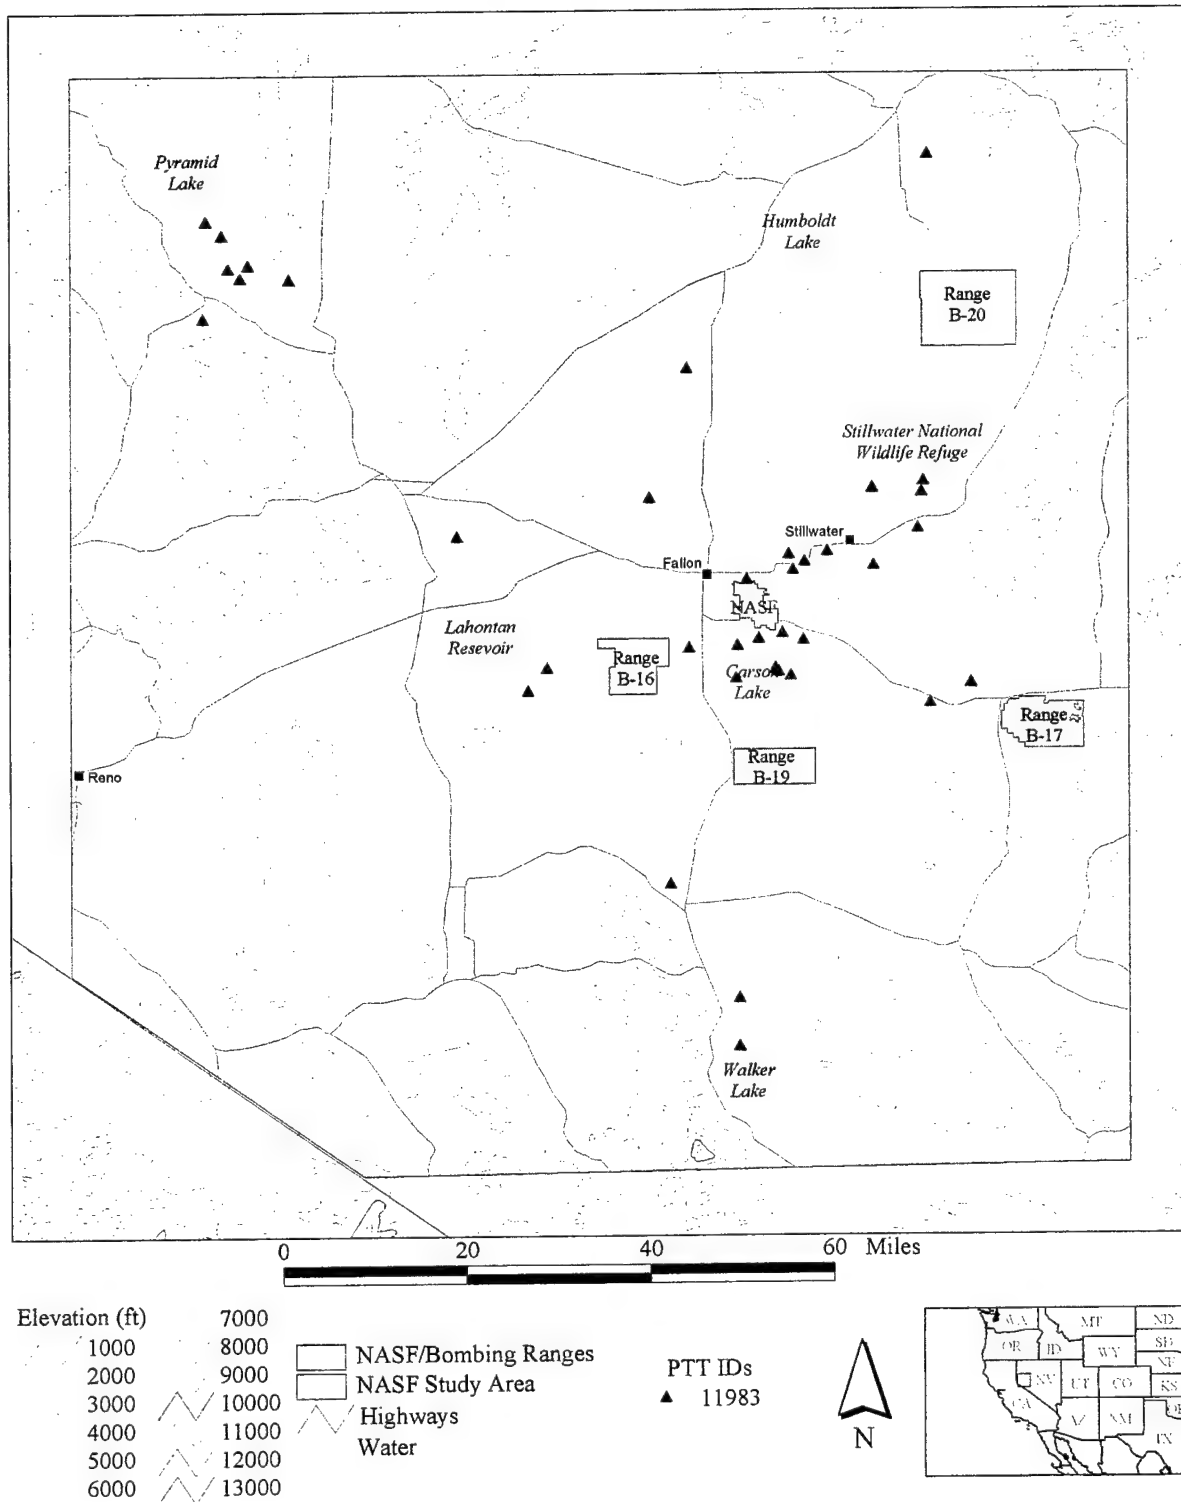 Pyramid
Lake
Humboldt
Lake
Range
B-20
Stillwater National
Wildlife Refuge
Stillwater
Fallon
NASF
Lahontan
Resevoir
Range
B-16
Carson
Lake
Range
B-17
Range
B-19
Reno
Walker
Lake
0 20 40 60 Miles
Elevation (ft)
1000
2000
3000
4000
5000
6000
7000
8000
9000
10000
11000
12000
13000
NASF/Bombing Ranges
NASF Study Area
Highways
Water
PTT IDs
11983
N
WA MT ND
OR ID WY SD
NE
NV UT CO KS
CA
AZ NM
TX